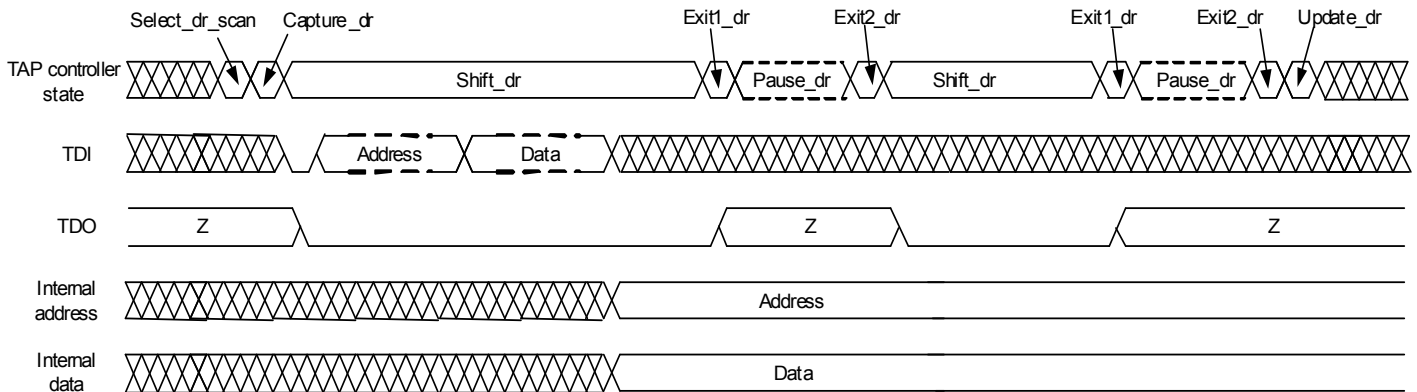 Select_dr_scan Capture_dr Exit1_dr Exit2_dr Exit1_dr Exit2_dr Update_dr
TAP controller
state
Shift_dr Pause_dr Shift_dr Pause_dr
TDI Address Data
TDO Z Z Z
Internal
address
Address
Internal
data
Data